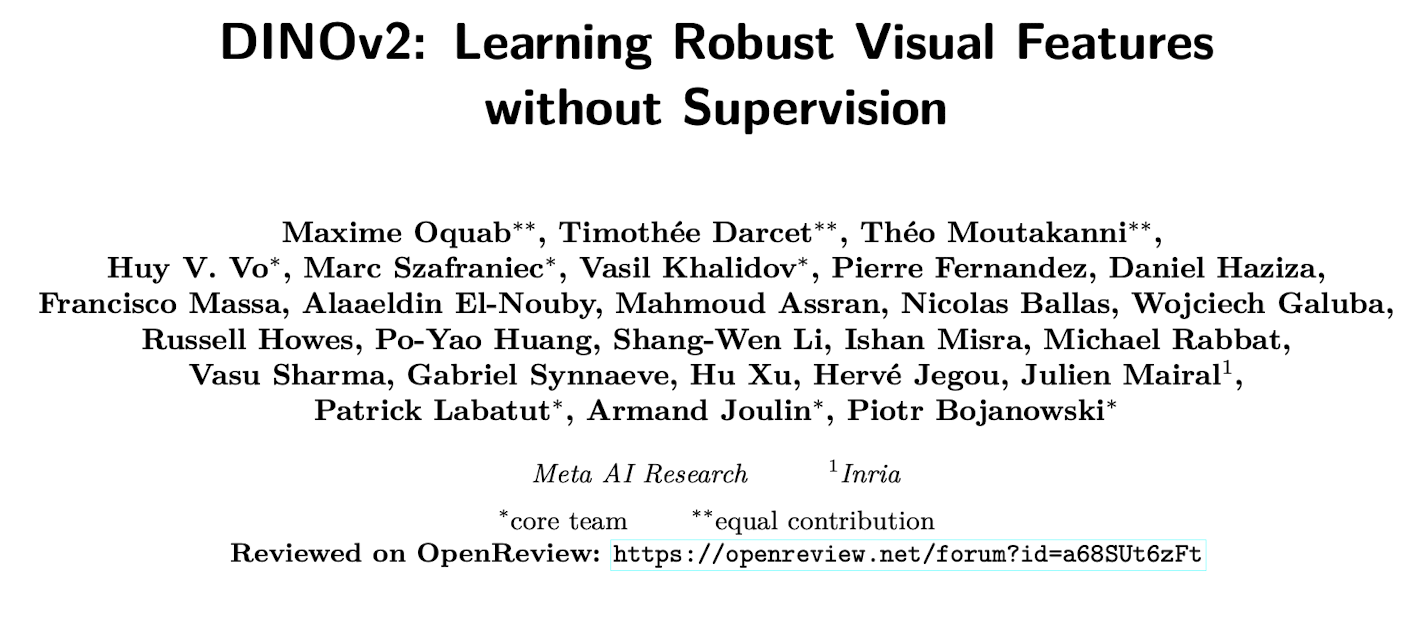 DINOv2: Learning Robust Visual Features
without Supervision
Maxime Oquab**, Timothée Darcet**, Théo Moutakanni**,
Huy V. Vo*, Marc Szafraniec*, Vasil Khalidov*, Pierre Fernandez, Daniel Haziza,
Francisco Massa, Alaaeldin El-Nouby, Mahmoud Assran, Nicolas Ballas, Wojciech Galuba,
Russell Howes, Po-Yao Huang, Shang-Wen Li, Ishan Misra, Michael Rabbat,
Vasu Sharma, Gabriel Synnaeve, Hu Xu, Hervé Jegou, Julien Mairal¹,
Patrick Labatut*, Armand Joulin*, Piotr Bojanowski*
Meta AI Research ¹Inria
*core team **equal contribution
Reviewed on OpenReview: https://openreview.net/forum?id=a68SUt6zFt